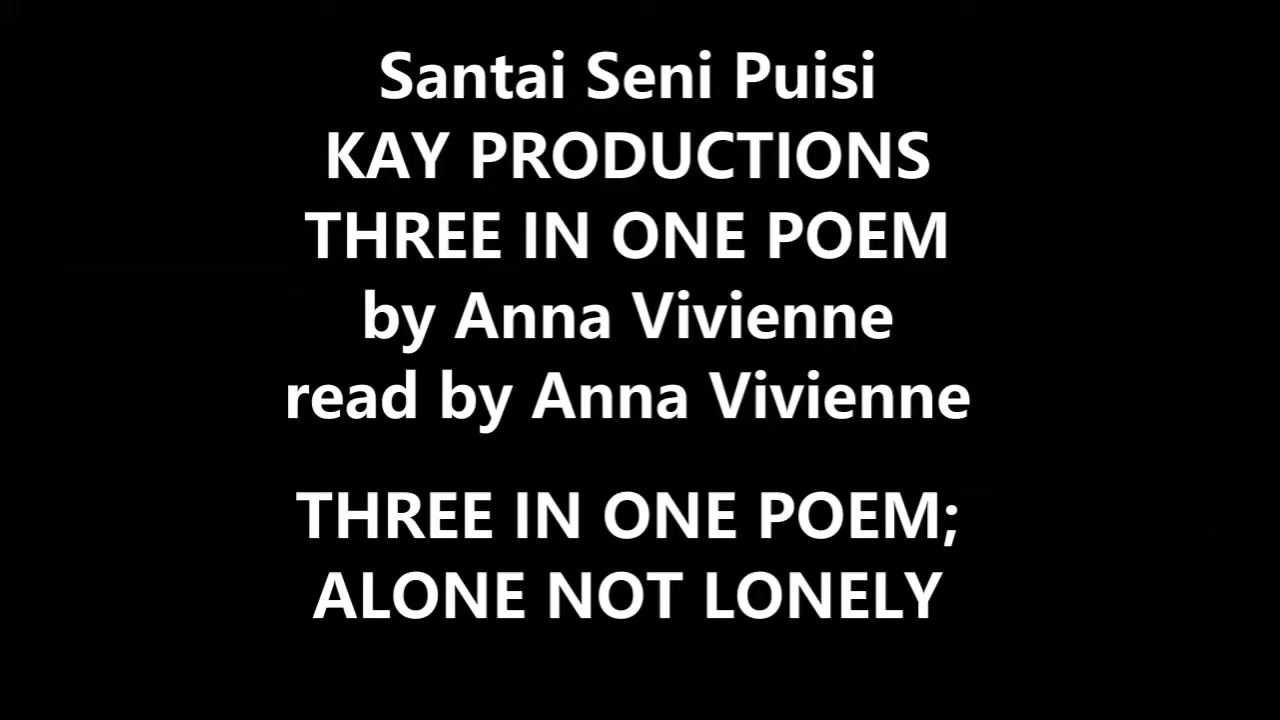 Santai Seni Puisi
KAY PRODUCTIONS
THREE IN ONE POEM
by Anna Vivienne
read by Anna Vivienne
THREE IN ONE POEM;
ALONE NOT LONELY